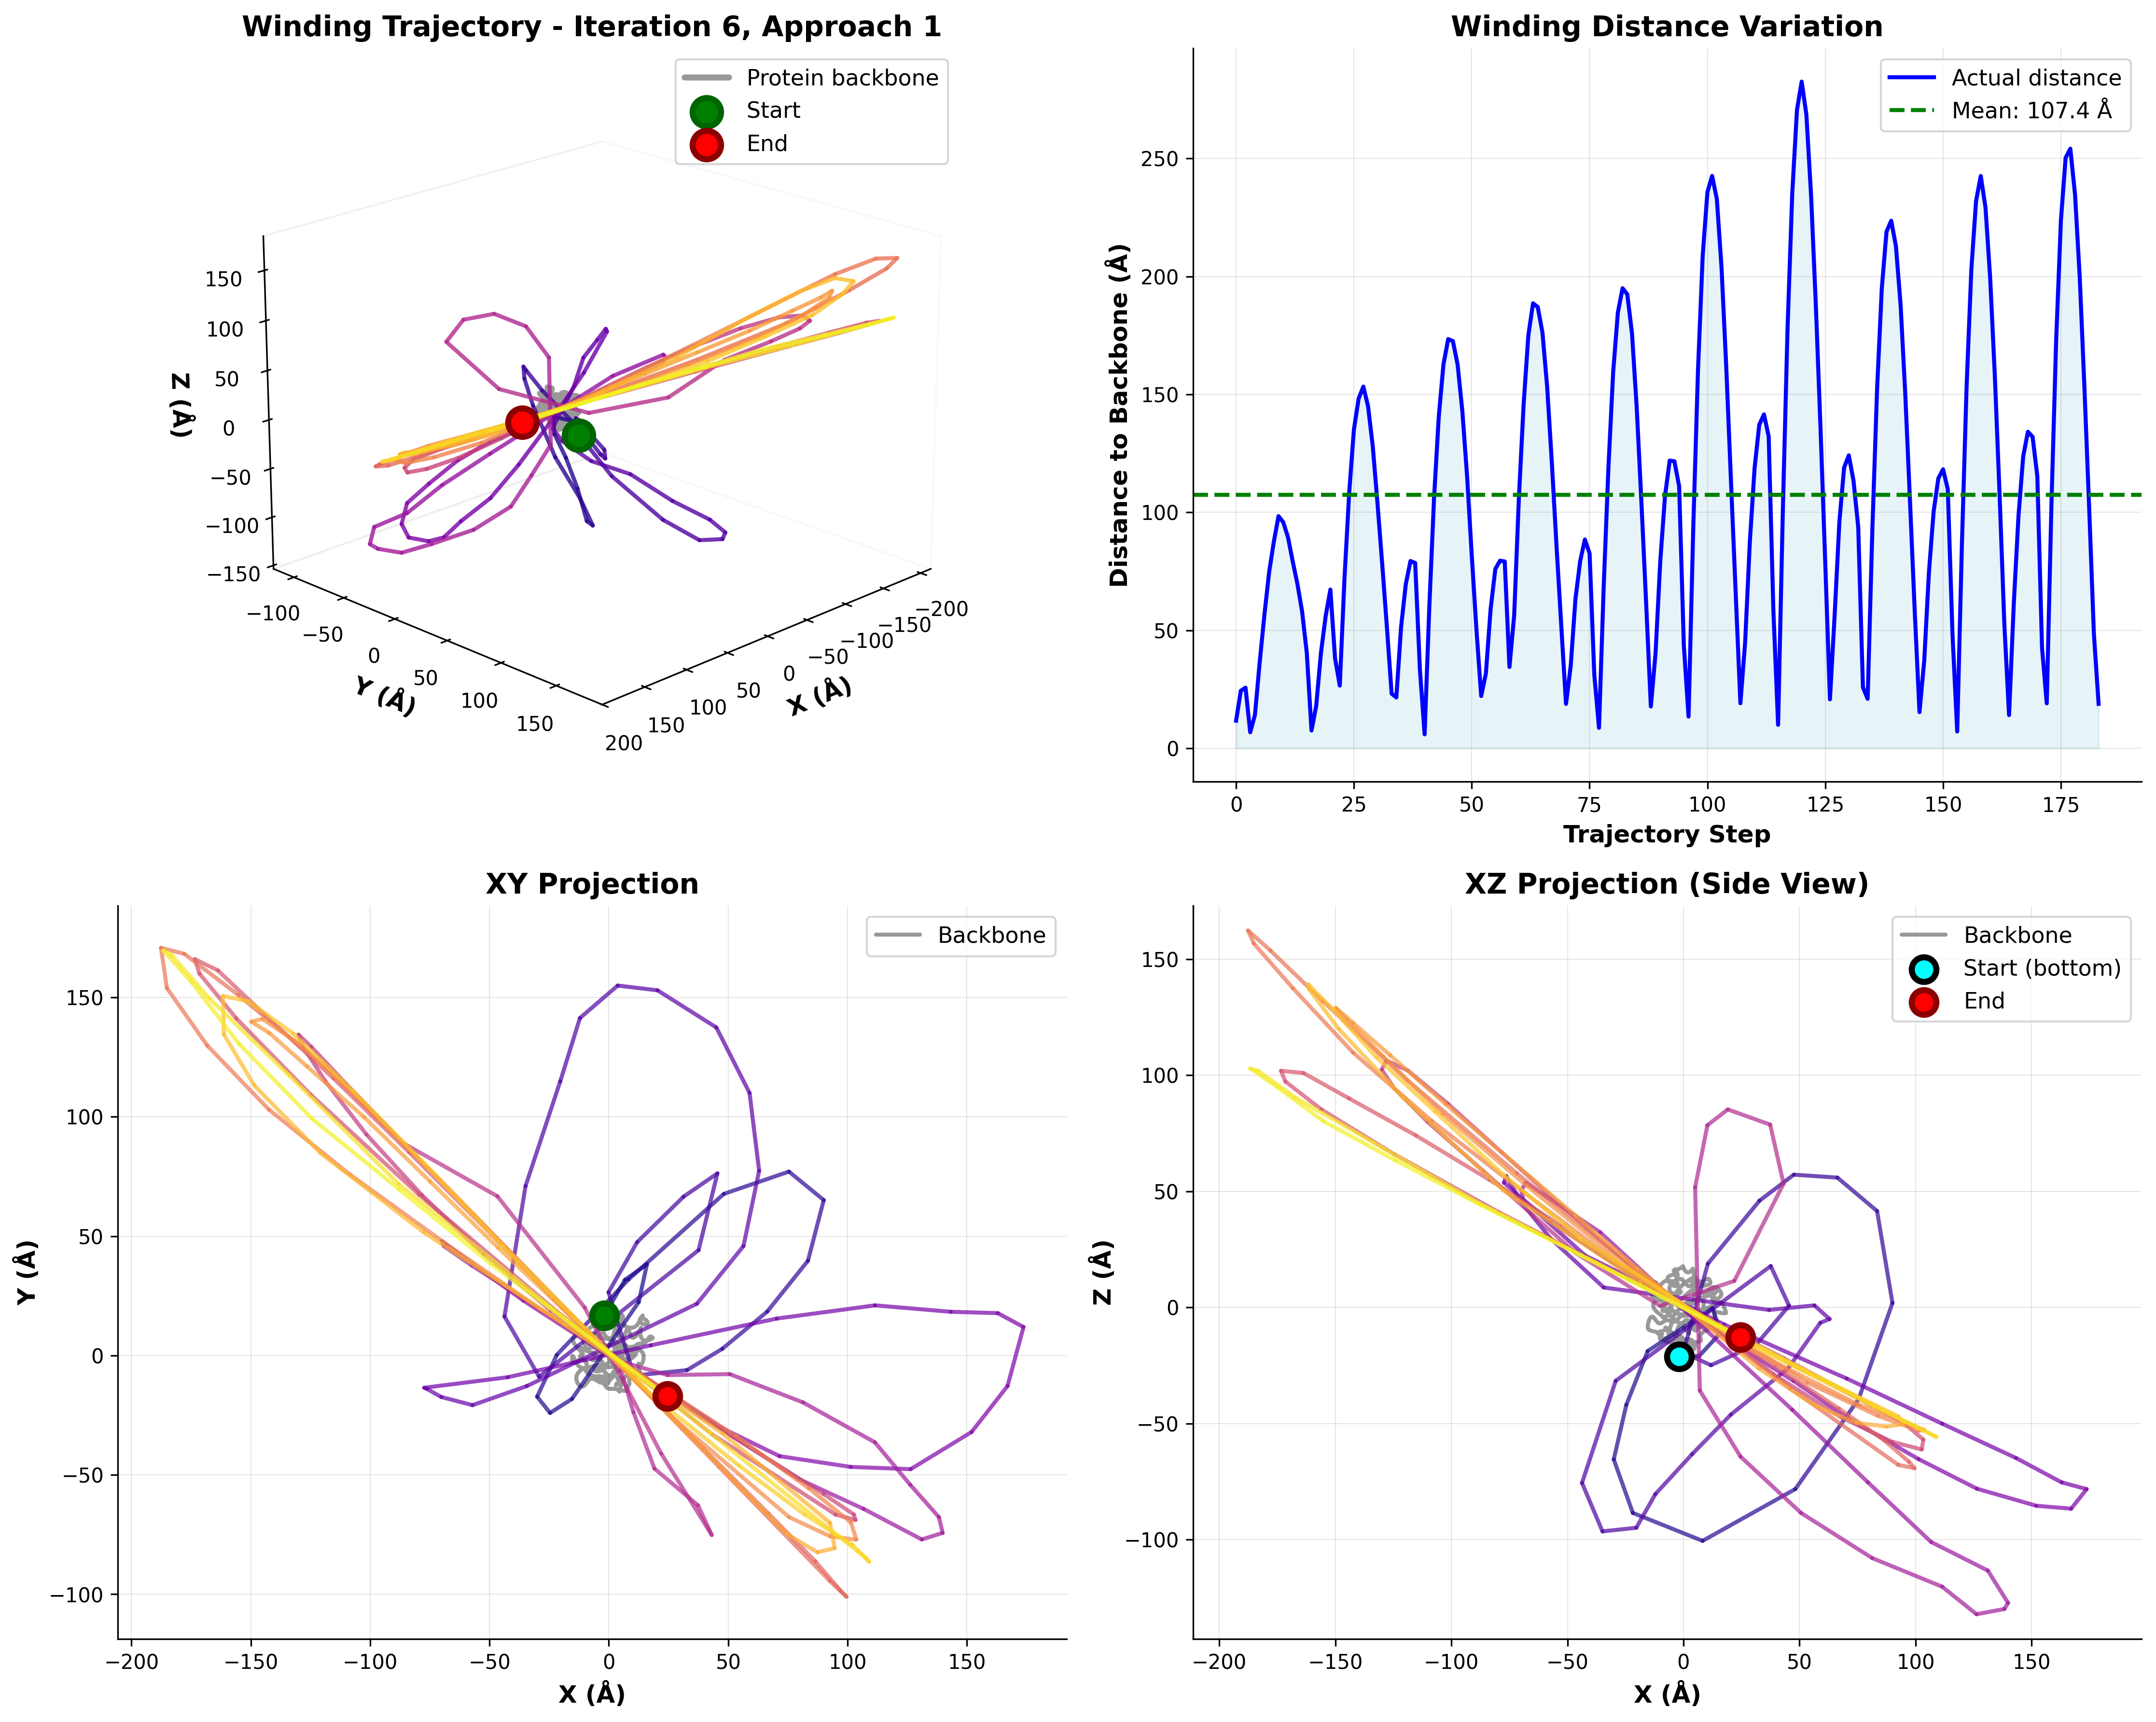 Winding Trajectory - Iteration 6, Approach 1
Protein backbone
Start
End
150
100
50
0
−50
−100
−150
Z (Å)
−100
−50
0
50
100
150
Y (Å)
200
150
100
50
0
−50
−100
−150
−200
X (Å)
Winding Distance Variation
Actual distance
Mean: 107.4 Å
250
200
150
100
50
0
Distance to Backbone (Å)
0 25 50 75 100 125 150 175
Trajectory Step
XY Projection
Backbone
150
100
50
0
−50
−100
Y (Å)
−200 −150 −100 −50 0 50 100 150
X (Å)
XZ Projection (Side View)
Backbone
Start (bottom)
End
150
100
50
0
−50
−100
Z (Å)
−200 −150 −100 −50 0 50 100 150
X (Å)